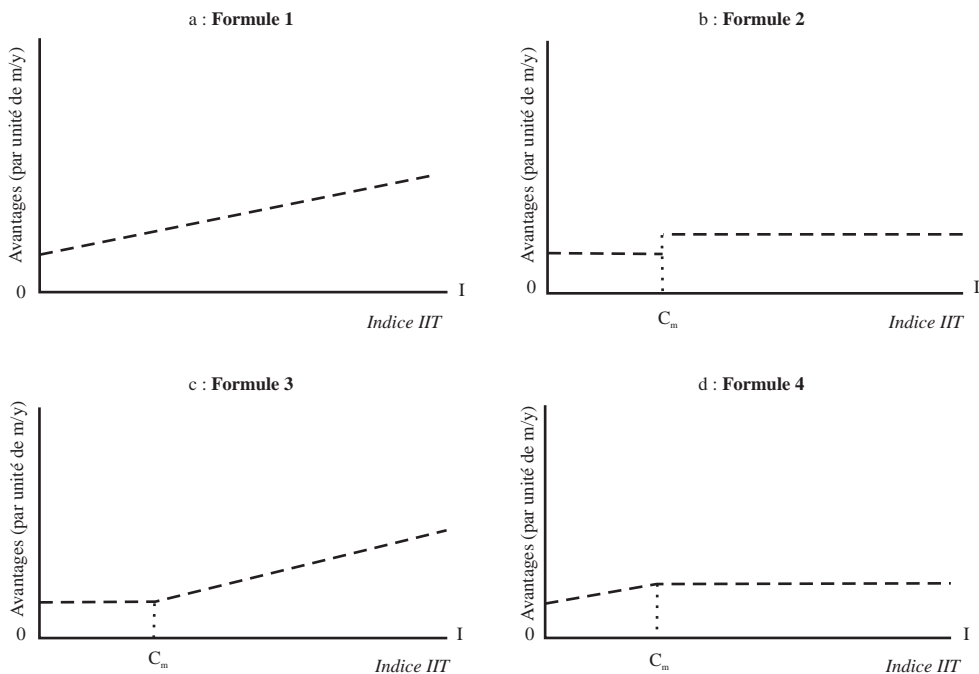 a : Formule 1
Avantages (par unité de m/y)
0
I
Indice IIT
b : Formule 2
Avantages (par unité de m/y)
0
I
Cm
Indice IIT
c : Formule 3
Avantages (par unité de m/y)
0
I
Cm
Indice IIT
d : Formule 4
Avantages (par unité de m/y)
0
I
Cm
Indice IIT